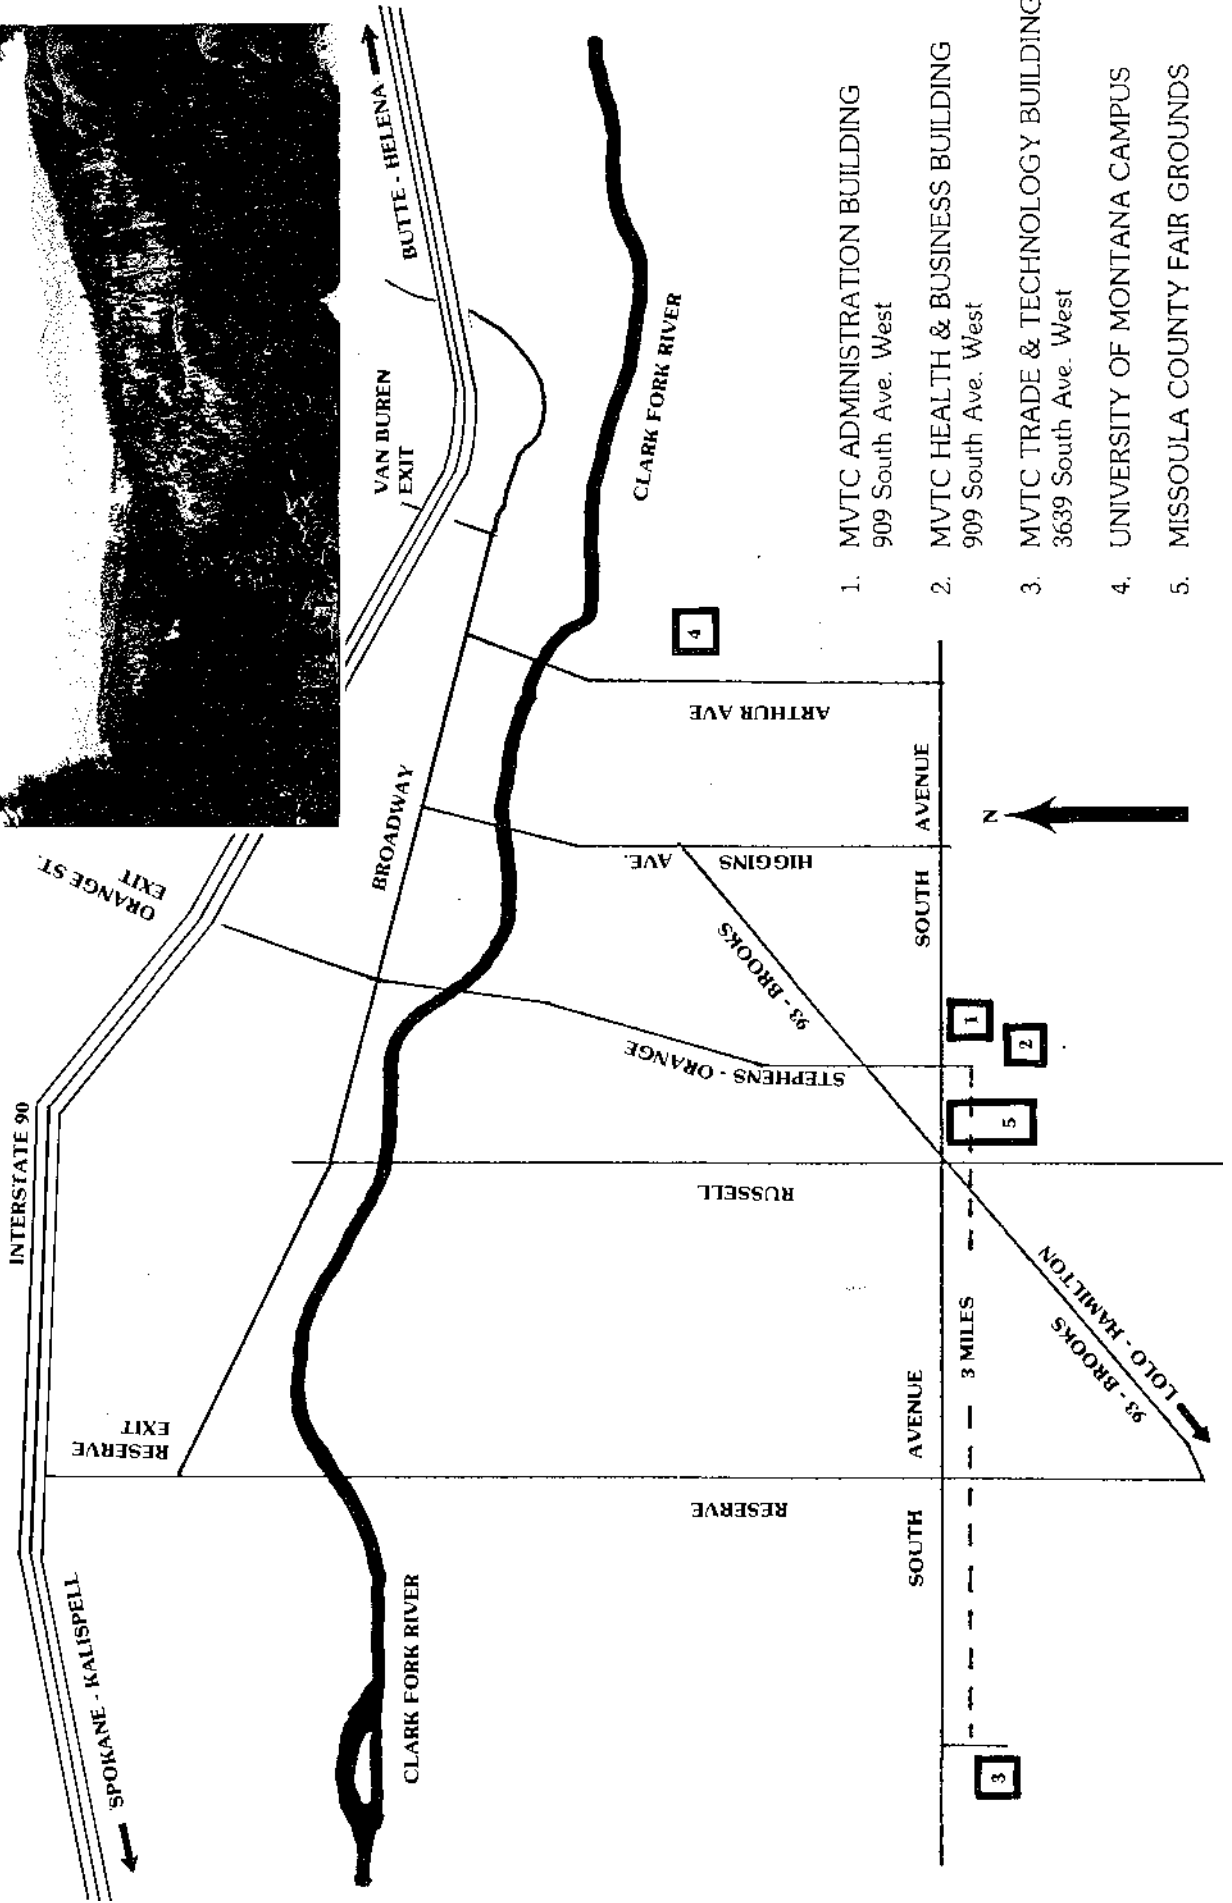 INTERSTATE 90
SPOKANE - KALISPELL
RESERVE
EXIT
ORANGE ST.
EXIT
VAN BUREN
EXIT
BUTTE - HELENA
BROADWAY
CLARK FORK RIVER
CLARK FORK RIVER
RESERVE
RUSSELL
STEPHENS - ORANGE
93 - BROOKS
HIGGINS AVE.
ARTHUR AVE
SOUTH AVENUE
SOUTH AVENUE
3 MILES
93 - BROOKS
LOLO - HAMILTON
N
1
2
3
4
5
1. MVTC ADMINISTRATION BUILDING
909 South Ave. West
2. MVTC HEALTH & BUSINESS BUILDING
909 South Ave. West
3. MVTC TRADE & TECHNOLOGY BUILDING
3639 South Ave. West
4. UNIVERSITY OF MONTANA CAMPUS
5. MISSOULA COUNTY FAIR GROUNDS